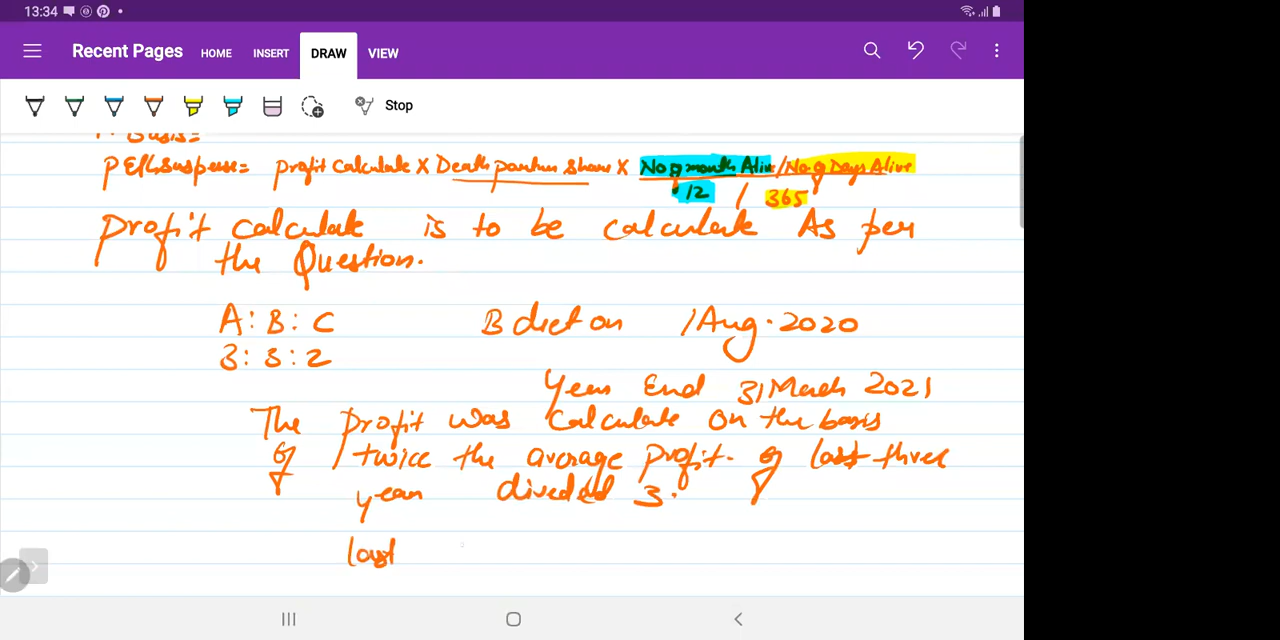 13:34
Recent Pages HOME INSERT DRAW VIEW
Stop
P & L Suspense = Profit Calculate X Death partner Share X No of month Alive / No of Days Alive
12 / 365
Profit calculate is to be calculate As per
the Question.
A : B : C B diet on 1 Aug. 2020
3 : 3 : 2
Year End 31 March 2021
The profit was Calculate on the basis
of twice the average profit of last three
year divided 3.
last